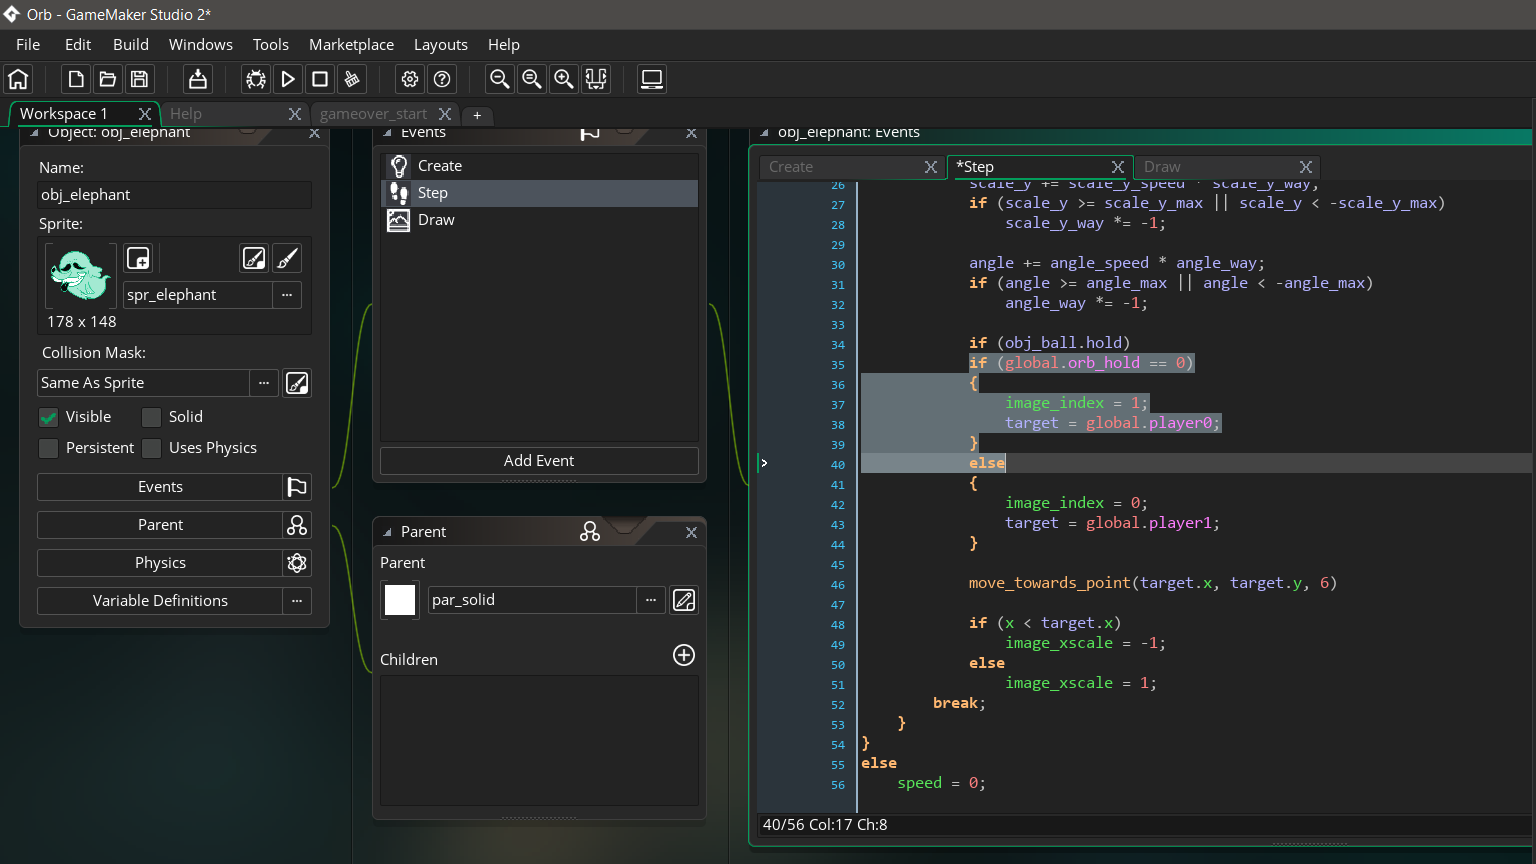 Orb - GameMaker Studio 2*
File Edit Build Windows Tools Marketplace Layouts Help
Workspace 1 X Help X gameover_start X +
Object: obj_elephant
Name:
obj_elephant
Sprite:
spr_elephant ...
178 x 148
Collision Mask:
Same As Sprite ...
Visible Solid
Persistent Uses Physics
Events
Parent
Physics
Variable Definitions ...
Events
Create
Step
Draw
Add Event
Parent
Parent
par_solid ...
Children
obj_elephant: Events
Create X *Step X Draw X
26 scale_y += scale_y_speed * scale_y_way;
27 if (scale_y >= scale_y_max || scale_y < -scale_y_max)
28 scale_y_way *= -1;
29
30 angle += angle_speed * angle_way;
31 if (angle >= angle_max || angle < -angle_max)
32 angle_way *= -1;
33
34 if (obj_ball.hold)
35 if (global.orb_hold == 0)
36 {
37 image_index = 1;
38 target = global.player0;
39 }
40 else
41 {
42 image_index = 0;
43 target = global.player1;
44 }
45
46 move_towards_point(target.x, target.y, 6)
47
48 if (x < target.x)
49 image_xscale = -1;
50 else
51 image_xscale = 1;
52 break;
53 }
54 }
55 else
56 speed = 0;
40/56 Col:17 Ch:8